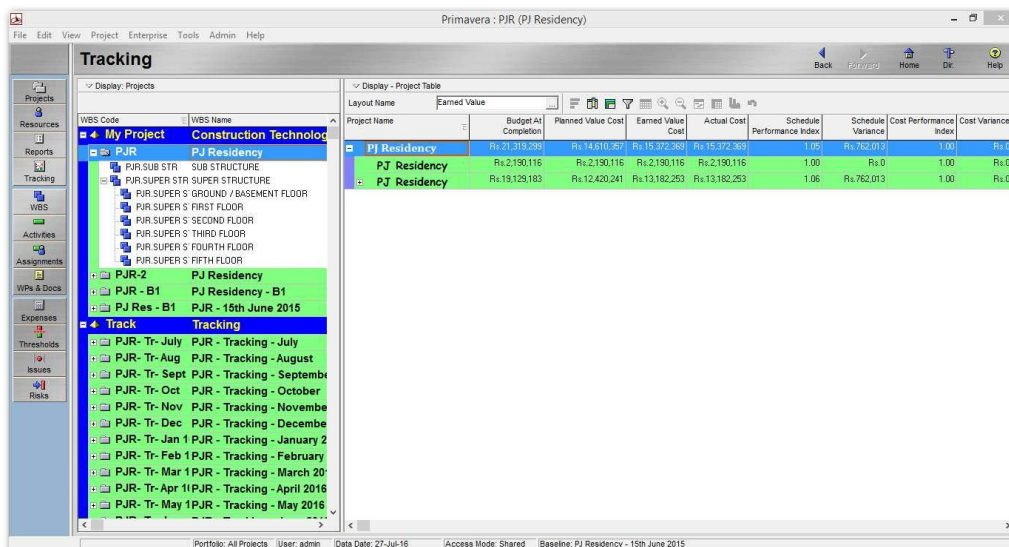 Primavera : PJR (PJ Residency)
File Edit View Project Enterprise Tools Admin Help
Tracking
Back Forward Home Dir. Help
Projects
Resources
Reports
Tracking
WBS
Activities
Assignments
WPs & Docs
Expenses
Thresholds
Issues
Risks
Display: Projects
WBS Code WBS Name
My Project Construction Technolog
PJR PJ Residency
PJR.SUB STR SUB STRUCTURE
PJR.SUPER STR SUPER STRUCTURE
PJR.SUPER S GROUND / BASEMENT FLOOR
PJR.SUPER S FIRST FLOOR
PJR.SUPER S SECOND FLOOR
PJR.SUPER S THIRD FLOOR
PJR.SUPER S FOURTH FLOOR
PJR.SUPER S FIFTH FLOOR
PJR-2 PJ Residency
PJR - B1 PJ Residency - B1
PJ Res - B1 PJR - 15th June 2015
Track Tracking
PJR- Tr- July PJR - Tracking - July
PJR- Tr-Aug PJR - Tracking - August
PJR- Tr- Sept PJR - Tracking - Septembe
PJR- Tr- Oct PJR - Tracking - October
PJR- Tr- Nov PJR - Tracking - Novembe
PJR- Tr- Dec PJR - Tracking - Decembe
PJR- Tr- Jan 1 PJR - Tracking - January 2
PJR- Tr- Feb 1 PJR - Tracking - February
PJR- Tr- Mar 1 PJR - Tracking - March 20
PJR- Tr- Apr 1 PJR - Tracking - April 2016
PJR- Tr- May 1 PJR - Tracking - May 2016
Display - Project Table
Layout Name Earned Value
Project Name Budget At Completion Planned Value Cost Earned Value Cost Actual Cost Schedule Performance Index Schedule Variance Cost Performance Index Cost Variance
PJ Residency Rs.21,319,299 Rs.14,610,357 Rs.15,372,369 Rs.15,372,369 1.05 Rs.762,013 1.00 Rs.0
PJ Residency Rs.2,190,116 Rs.2,190,116 Rs.2,190,116 Rs.2,190,116 1.00 Rs.0 1.00 Rs.0
PJ Residency Rs.19,129,183 Rs.12,420,241 Rs.13,182,253 Rs.13,182,253 1.06 Rs.762,013 1.00 Rs.0
Portfolio: All Projects User: admin Data Date: 27-Jul-16 Access Mode: Shared Baseline: PJ Residency - 15th June 2015